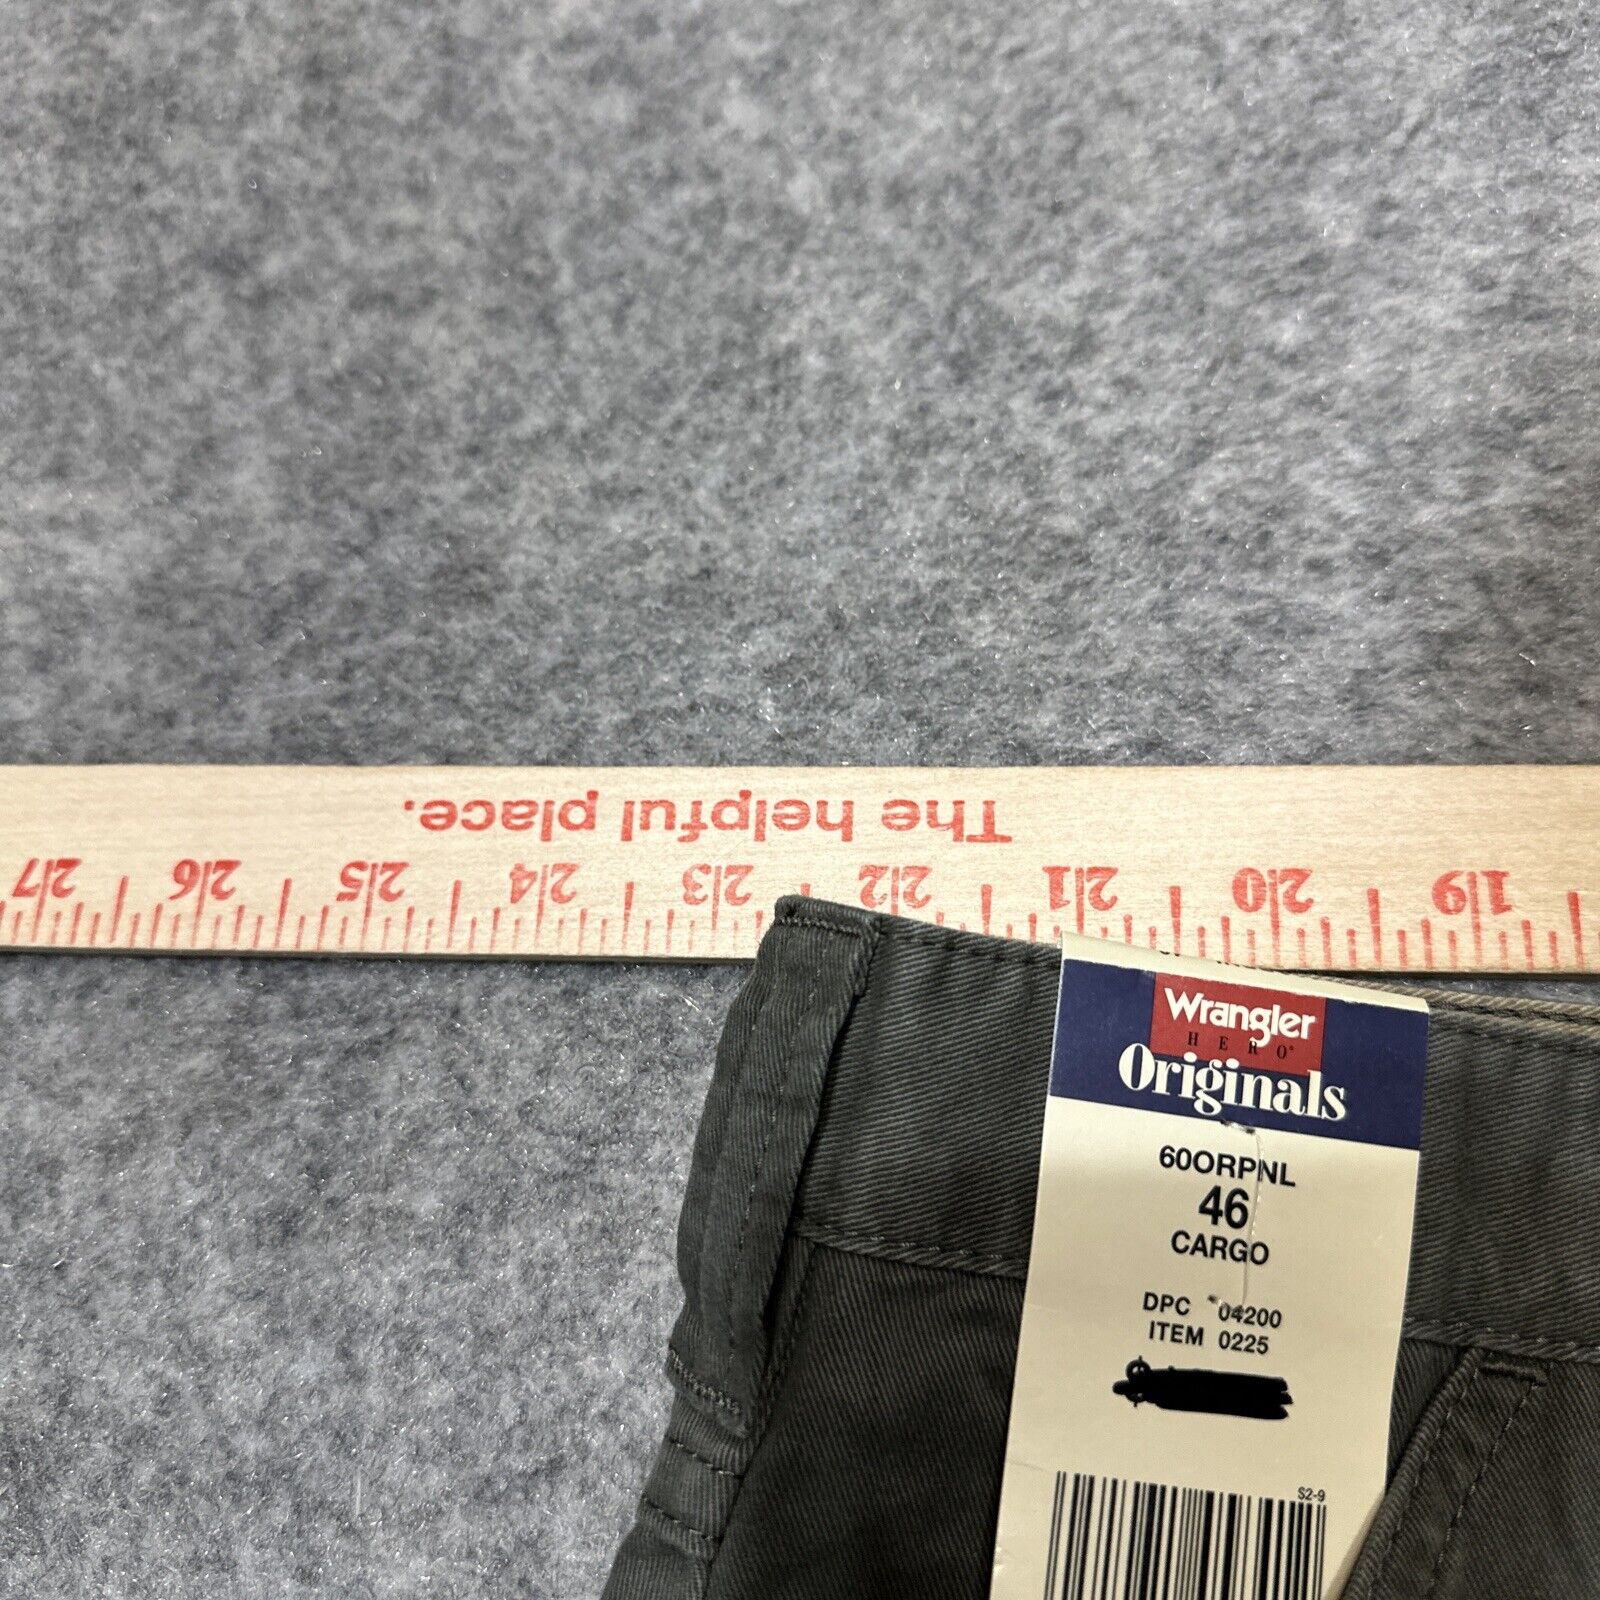 The helpful place.
27 26 25 24 23 22 21 20 19
Wrangler
HERO®
Originals
60ORPNL
46
CARGO
DPC 04200
ITEM 0225
S2-9